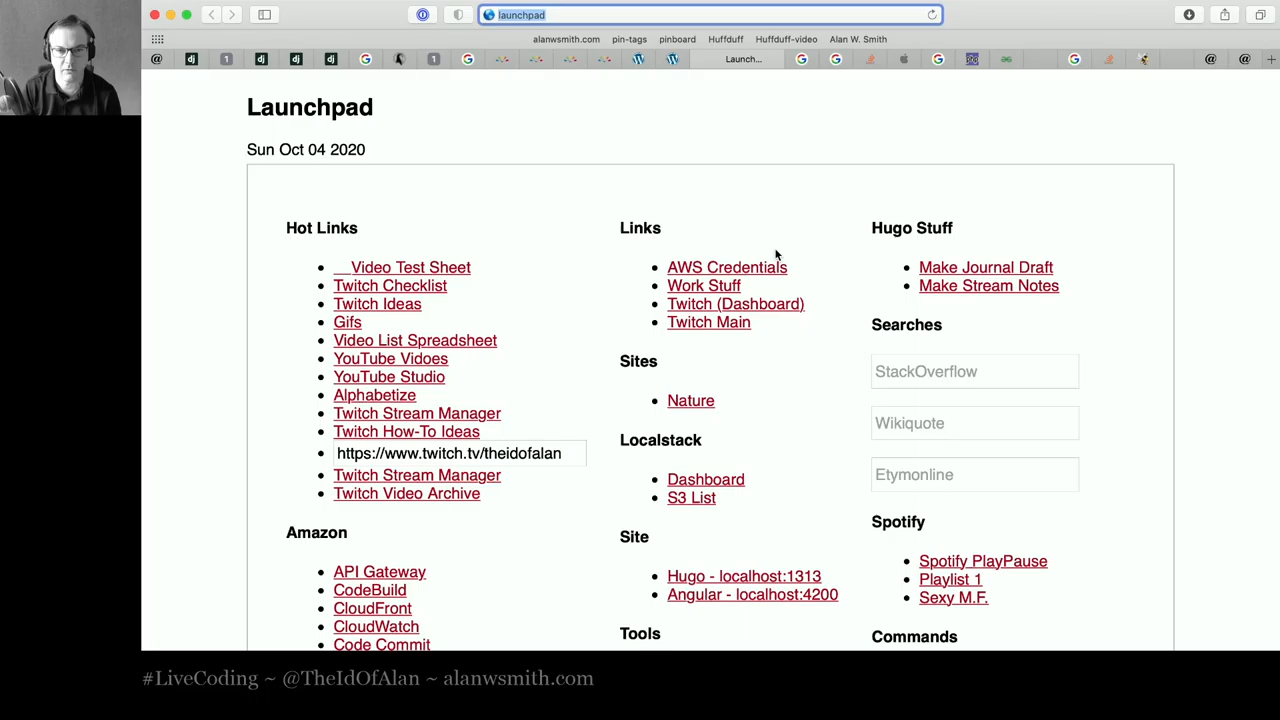 launchpad
alanwsmith.com pin-tags pinboard Huffduff Huffduff-video Alan W. Smith
Launch...
Launchpad
Sun Oct 04 2020
Hot Links
__Video Test Sheet
Twitch Checklist
Twitch Ideas
Gifs
Video List Spreadsheet
YouTube Vidoes
YouTube Studio
Alphabetize
Twitch Stream Manager
Twitch How-To Ideas
https://www.twitch.tv/theidofalan
Twitch Stream Manager
Twitch Video Archive
Amazon
API Gateway
CodeBuild
CloudFront
CloudWatch
Code Commit
Links
AWS Credentials
Work Stuff
Twitch (Dashboard)
Twitch Main
Sites
Nature
Localstack
Dashboard
S3 List
Site
Hugo - localhost:1313
Angular - localhost:4200
Tools
Hugo Stuff
Make Journal Draft
Make Stream Notes
Searches
StackOverflow
Wikiquote
Etymonline
Spotify
Spotify PlayPause
Playlist 1
Sexy M.F.
Commands
#LiveCoding ~ @TheIdOfAlan ~ alanwsmith.com